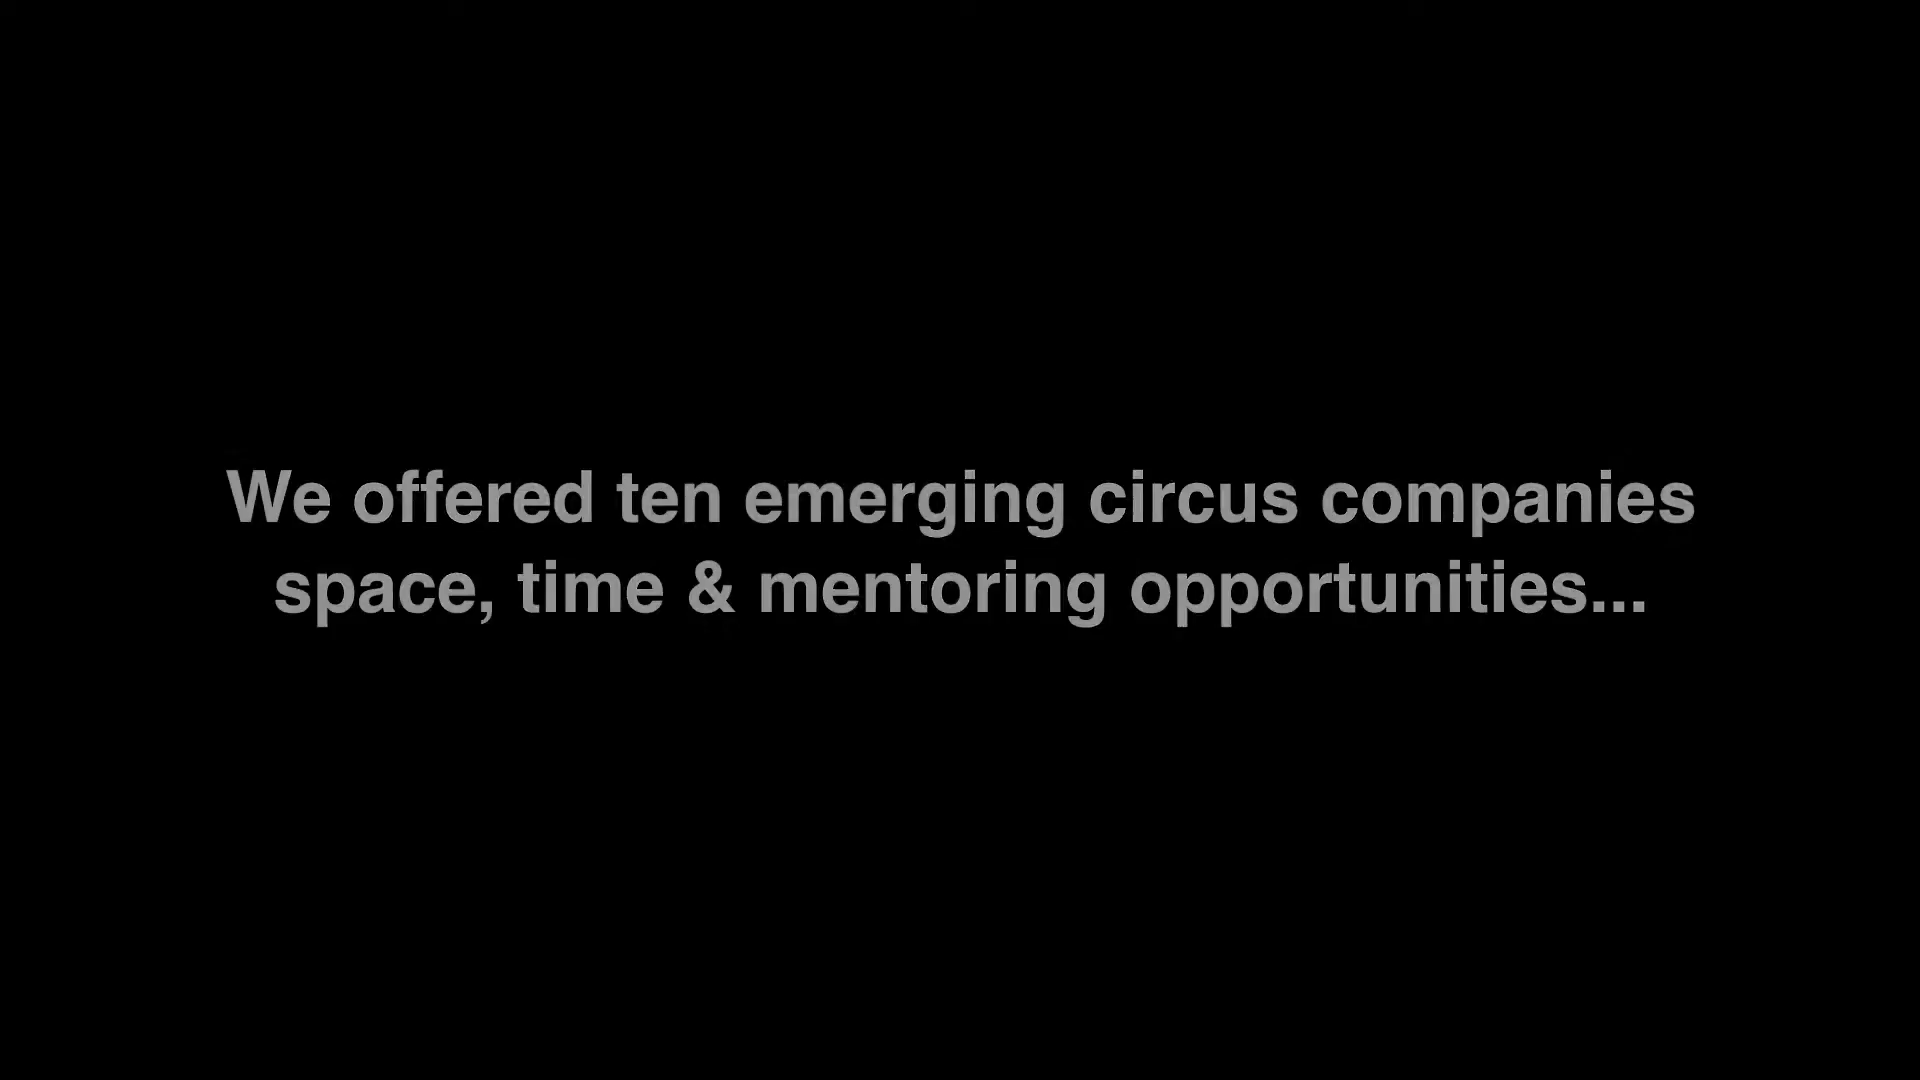 We offered ten emerging circus companies
space, time & mentoring opportunities...